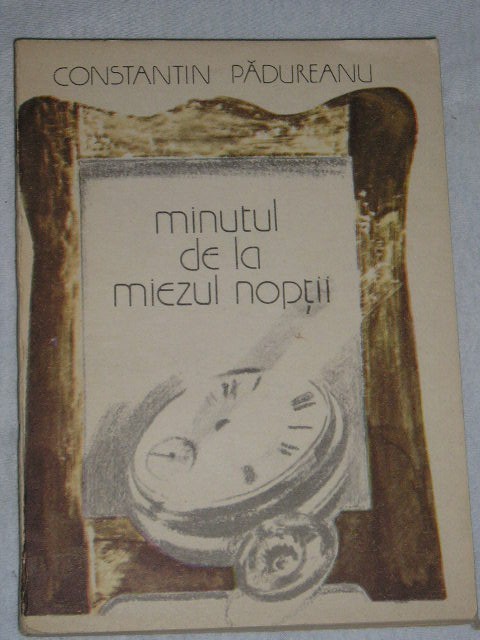 CONSTANTIN PĂDUREANU
minutul
de la
miezul nopții